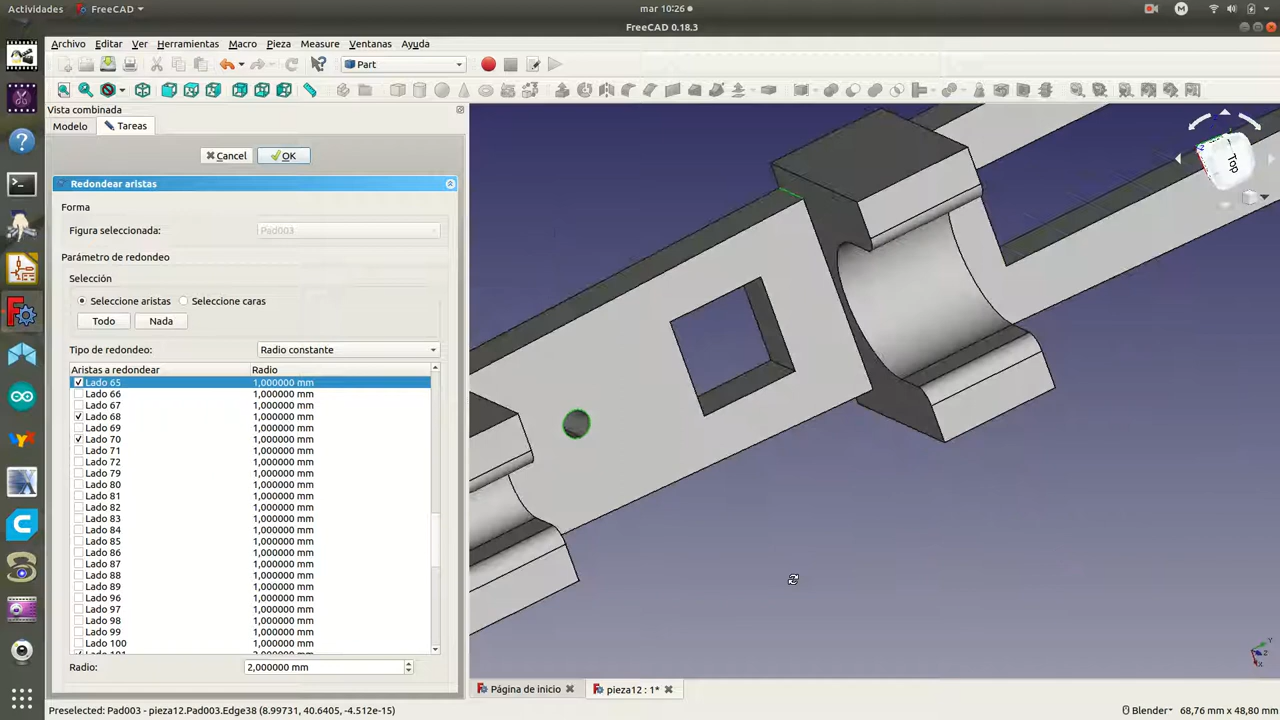 Actividades FreeCAD mar 10:26
FreeCAD 0.18.3
Archivo Editar Ver Herramientas Macro Pieza Measure Ventanas Ayuda
Part
Vista combinada
Modelo Tareas
Cancel OK
Redondear aristas
Forma
Figura seleccionada: Pad003
Parámetro de redondeo
Selección
Seleccione aristas Seleccione caras
Todo Nada
Tipo de redondeo: Radio constante
Aristas a redondear Radio
Lado 65 1,000000 mm
Lado 66 1,000000 mm
Lado 67 1,000000 mm
Lado 68 1,000000 mm
Lado 69 1,000000 mm
Lado 70 1,000000 mm
Lado 71 1,000000 mm
Lado 72 1,000000 mm
Lado 79 1,000000 mm
Lado 80 1,000000 mm
Lado 81 1,000000 mm
Lado 82 1,000000 mm
Lado 83 1,000000 mm
Lado 84 1,000000 mm
Lado 85 1,000000 mm
Lado 86 1,000000 mm
Lado 87 1,000000 mm
Lado 88 1,000000 mm
Lado 89 1,000000 mm
Lado 96 1,000000 mm
Lado 97 1,000000 mm
Lado 98 1,000000 mm
Lado 99 1,000000 mm
Lado 100 1,000000 mm
Radio: 2,000000 mm
Top
Página de inicio pieza12 : 1*
Preselected: Pad003 - pieza12.Pad003.Edge38 (8.99731, 40.6405, -4.512e-15) Blender 68,76 mm x 48,80 mm